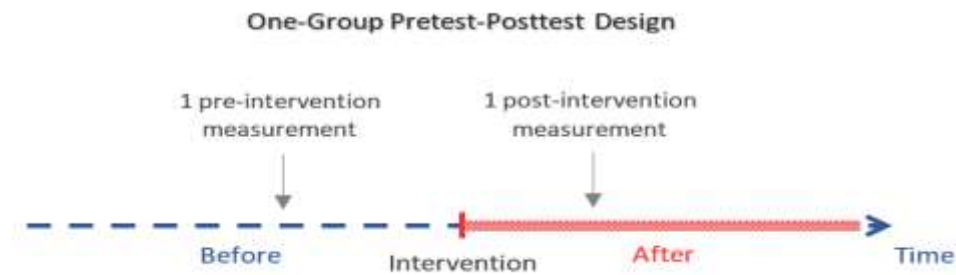 One-Group Pretest-Posttest Design
1 pre-intervention
measurement
1 post-intervention
measurement
Before
Intervention
After
Time